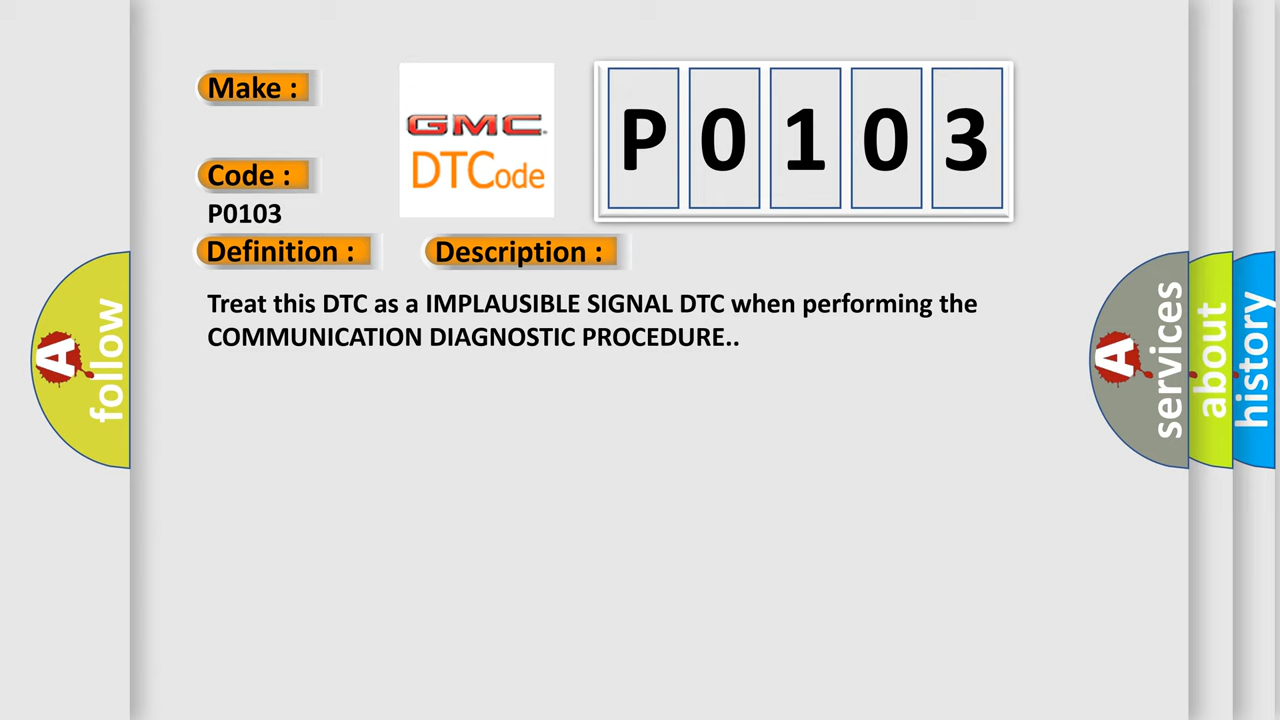 Make :
GMC
DTCode
P0103
Code :
P0103
Definition :
Description :
Treat this DTC as a IMPLAUSIBLE SIGNAL DTC when performing the
COMMUNICATION DIAGNOSTIC PROCEDURE..
A
follow
A
services
about
history